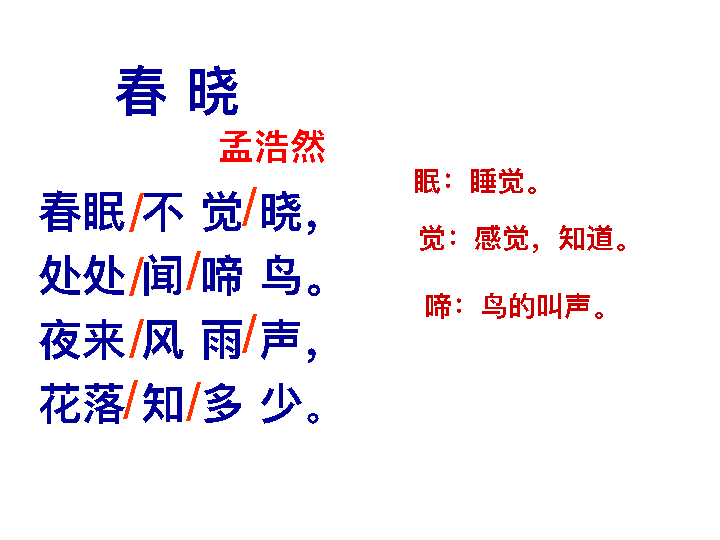 春 晓
孟浩然
春眠/不 觉/晓，
处处/闻/啼 鸟。
夜来/风 雨/声，
花落/知/多 少。
眠：睡觉。
觉：感觉，知道。
啼：鸟的叫声。